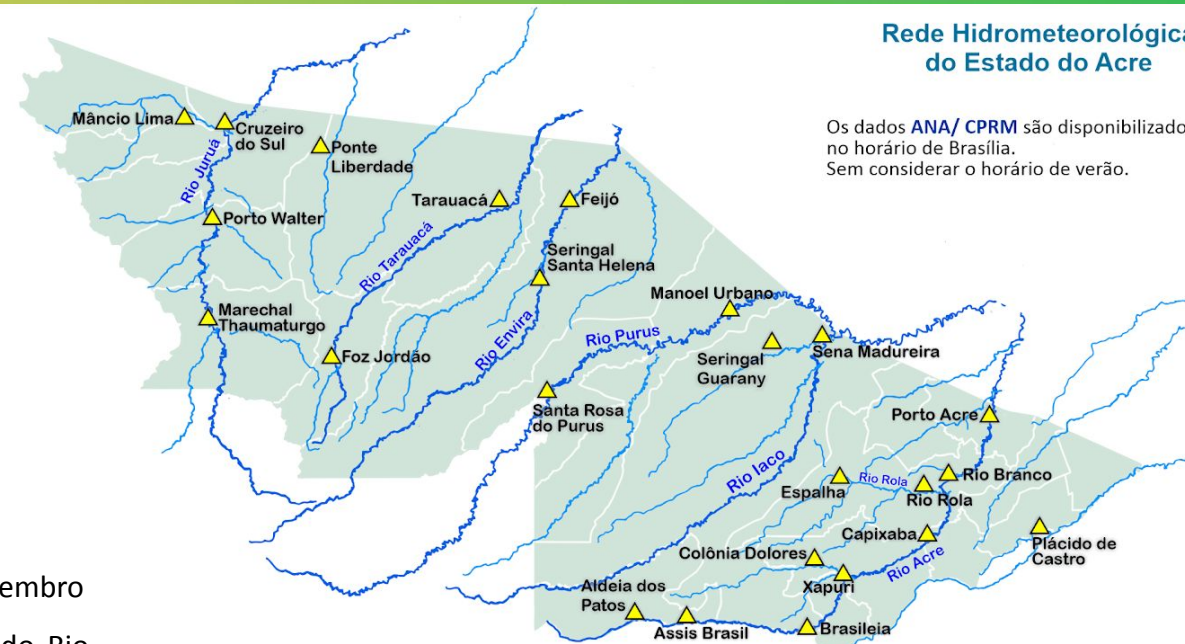 Rede Hidrometeorológica
do Estado do Acre
Os dados ANA/ CPRM são disponibilizado
no horário de Brasília.
Sem considerar o horário de verão.
Mâncio Lima
Cruzeiro
do Sul
Ponte
Liberdade
Rio Juruá
Porto Walter
Tarauacá
Feijó
Rio Tarauacá
Seringal
Santa Helena
Marechal
Thaumaturgo
Foz Jordão
Rio Envira
Manoel Urbano
Rio Purus
Seringal
Guarany
Sena Madureira
Santa Rosa
do Purus
Porto Acre
Rio Iaco
Espalha
Rio Rola
Rio Branco
Rio Rola
Capixaba
Plácido de
Castro
Colônia Dolores
Rio Acre
Xapuri
Aldeia dos
Patos
Assis Brasil
Brasileia
embro
do Rio